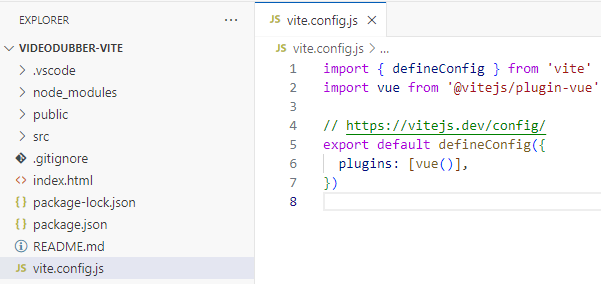 EXPLORER
VIDEODUBBER-VITE
.vscode
node_modules
public
src
.gitignore
index.html
package-lock.json
package.json
README.md
JS vite.config.js
JS vite.config.js
JS vite.config.js > ...
1 import { defineConfig } from 'vite'
2 import vue from '@vitejs/plugin-vue'
3
4 // https://vitejs.dev/config/
5 export default defineConfig({
6   plugins: [vue()],
7 })
8